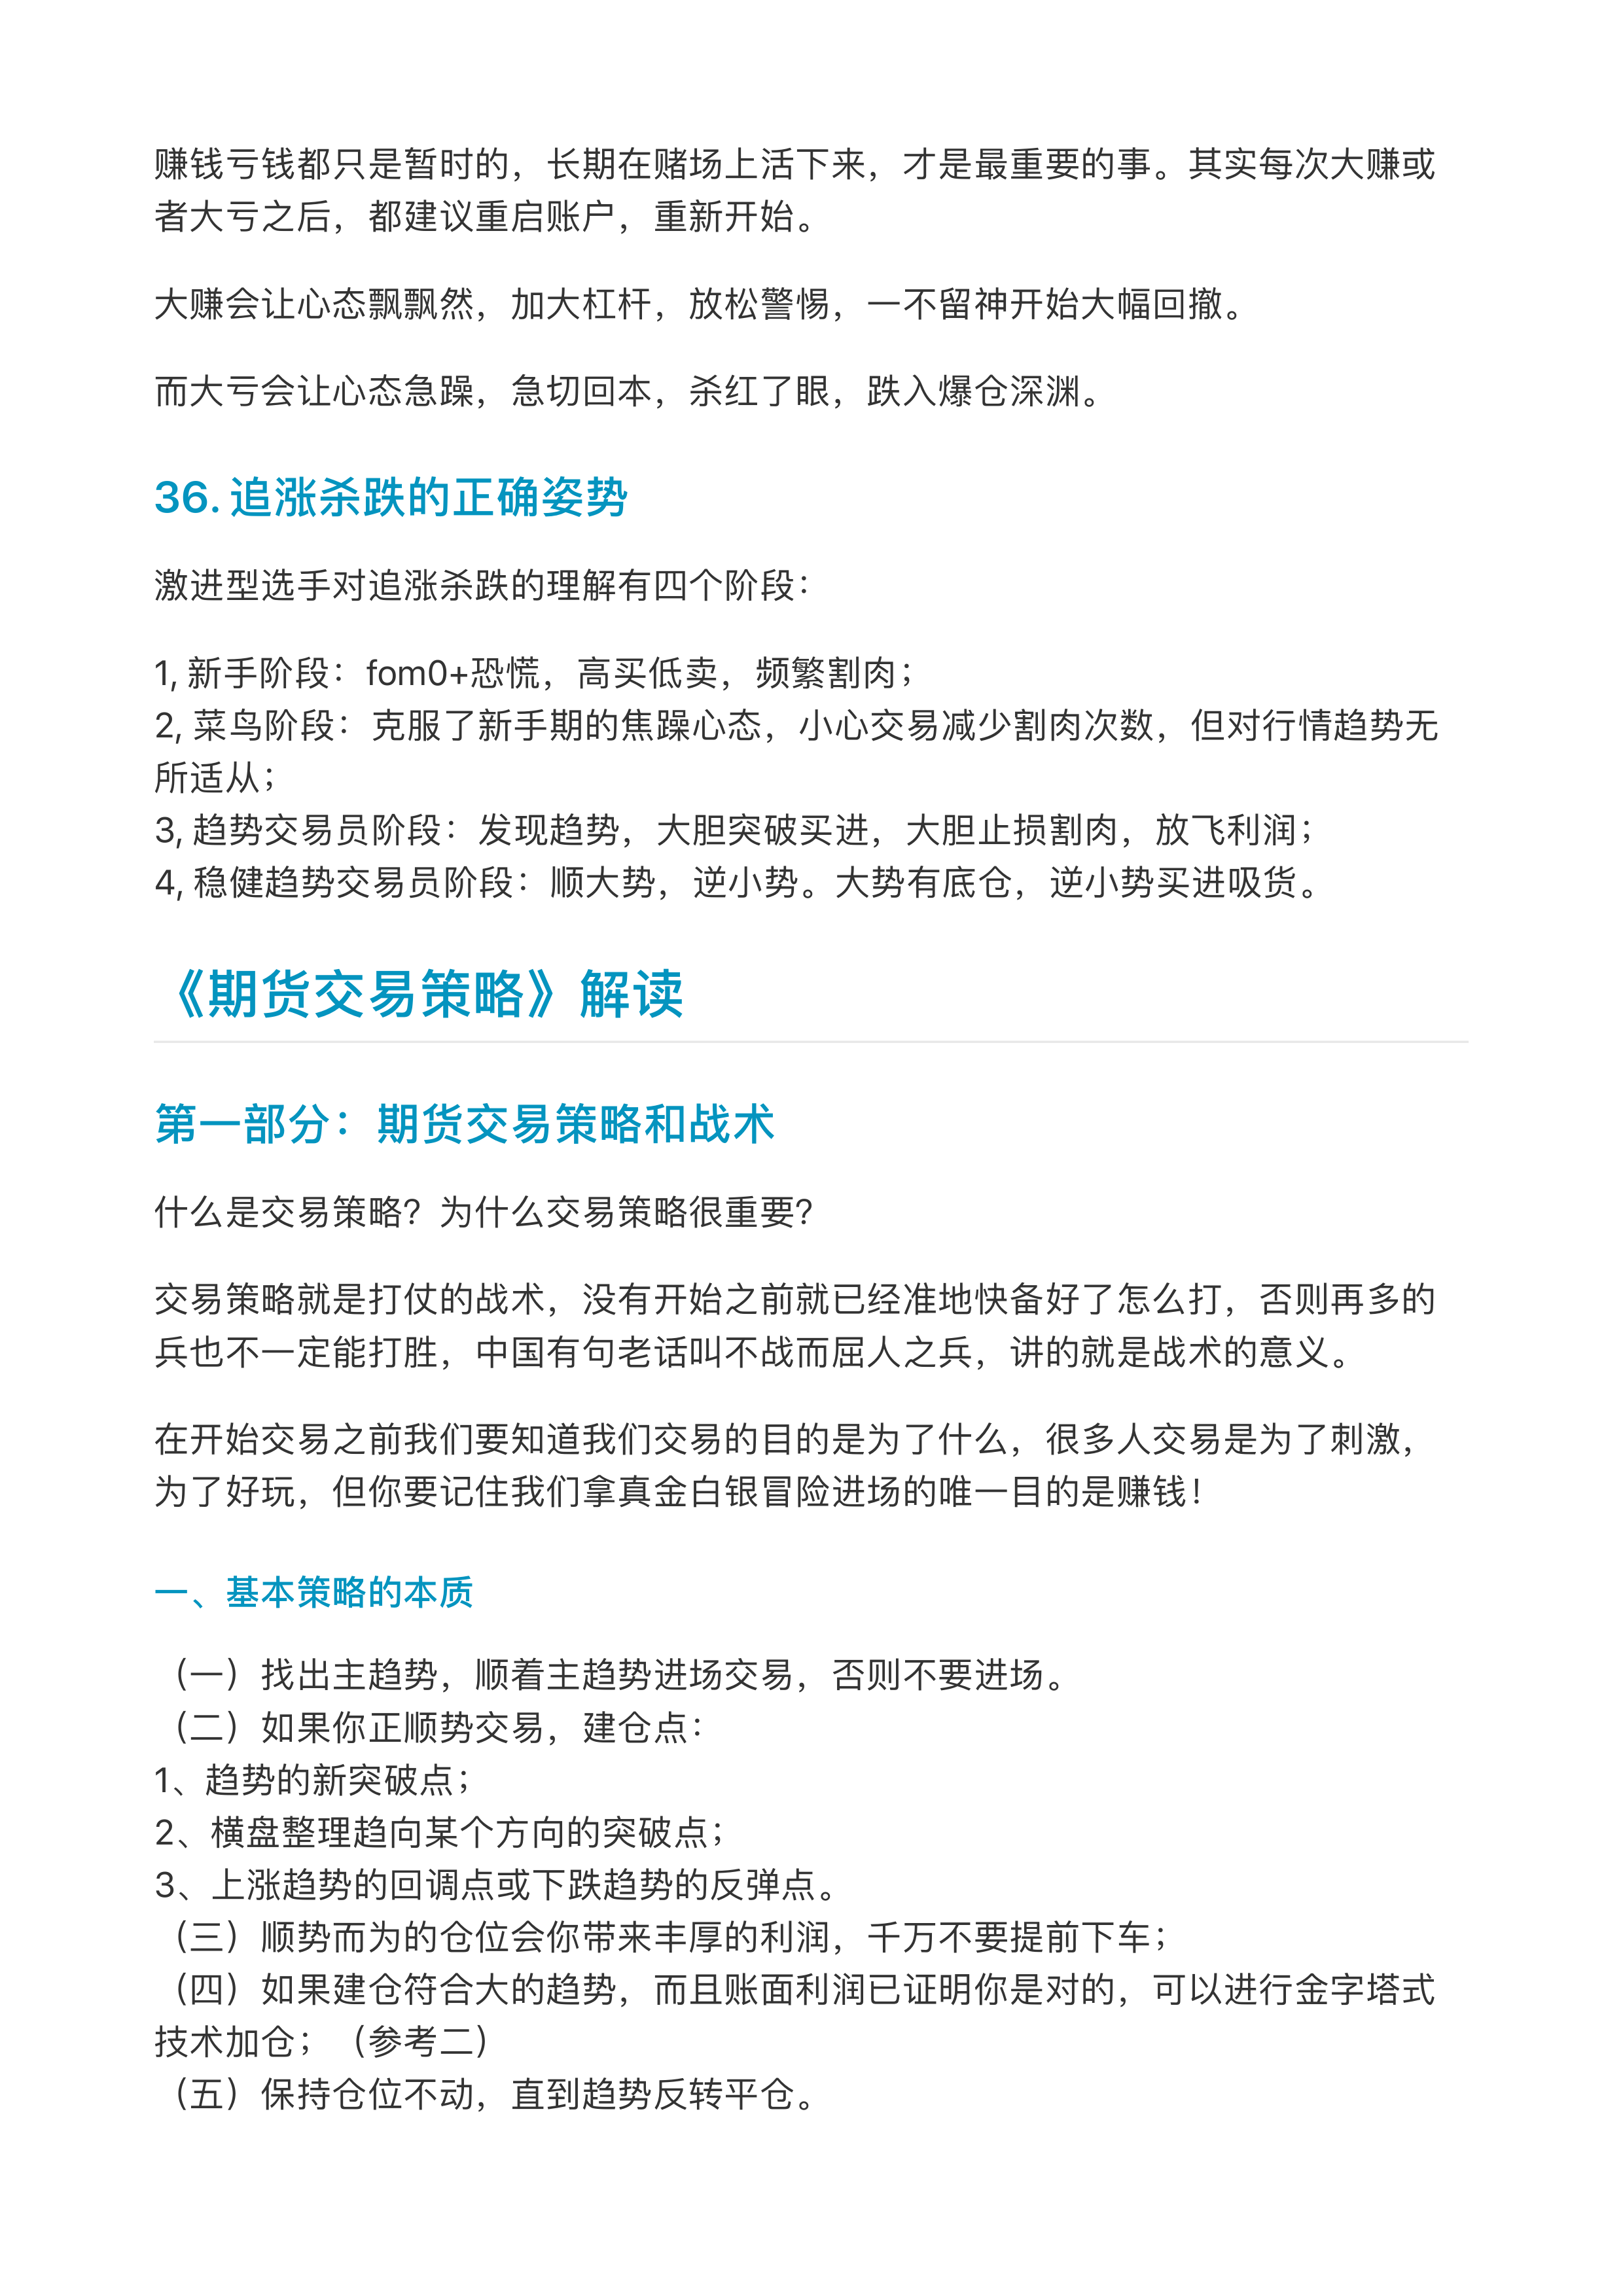 赚钱亏钱都只是暂时的，长期在赌场上活下来，才是最重要的事。其实每次大赚或
者大亏之后，都建议重启账户，重新开始。
大赚会让心态飘飘然，加大杠杆，放松警惕，一不留神开始大幅回撤。
而大亏会让心态急躁，急切回本，杀红了眼，跌入爆仓深渊。
36. 追涨杀跌的正确姿势
激进型选手对追涨杀跌的理解有四个阶段：
1, 新手阶段：fom0+恐慌，高买低卖，频繁割肉；
2, 菜鸟阶段：克服了新手期的焦躁心态，小心交易减少割肉次数，但对行情趋势无
所适从；
3, 趋势交易员阶段：发现趋势，大胆突破买进，大胆止损割肉，放飞利润；
4, 稳健趋势交易员阶段：顺大势，逆小势。大势有底仓，逆小势买进吸货。
《期货交易策略》解读
第一部分：期货交易策略和战术
什么是交易策略？为什么交易策略很重要？
交易策略就是打仗的战术，没有开始之前就已经准地快备好了怎么打，否则再多的
兵也不一定能打胜，中国有句老话叫不战而屈人之兵，讲的就是战术的意义。
在开始交易之前我们要知道我们交易的目的是为了什么，很多人交易是为了刺激，
为了好玩，但你要记住我们拿真金白银冒险进场的唯一目的是赚钱！
一、基本策略的本质
（一）找出主趋势，顺着主趋势进场交易，否则不要进场。
（二）如果你正顺势交易，建仓点：
1、趋势的新突破点；
2、横盘整理趋向某个方向的突破点；
3、上涨趋势的回调点或下跌趋势的反弹点。
（三）顺势而为的仓位会你带来丰厚的利润，千万不要提前下车；
（四）如果建仓符合大的趋势，而且账面利润已证明你是对的，可以进行金字塔式
技术加仓；（参考二）
（五）保持仓位不动，直到趋势反转平仓。